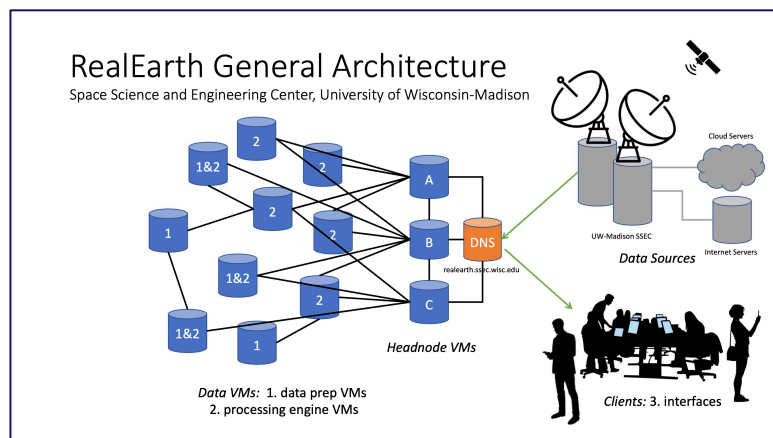 RealEarth General Architecture
Space Science and Engineering Center, University of Wisconsin-Madison
2
1&2
2
2
1
2
1&2
2
1&2
1
A
B
C
DNS
realearth.ssec.wisc.edu
Headnode VMs
Cloud Servers
UW-Madison SSEC
Internet Servers
Data Sources
Data VMs: 1. data prep VMs
2. processing engine VMs
Clients: 3. interfaces